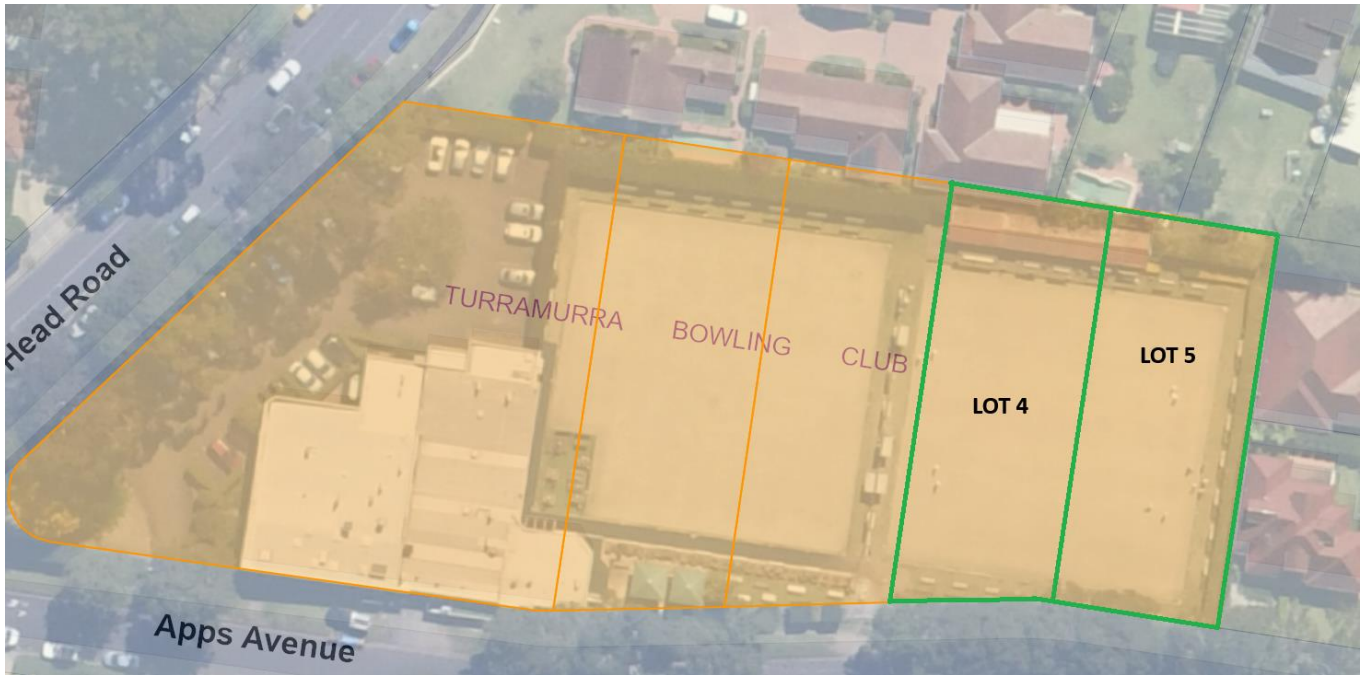 Head Road
TURRAMURRA BOWLING CLUB
LOT 5
LOT 4
Apps Avenue